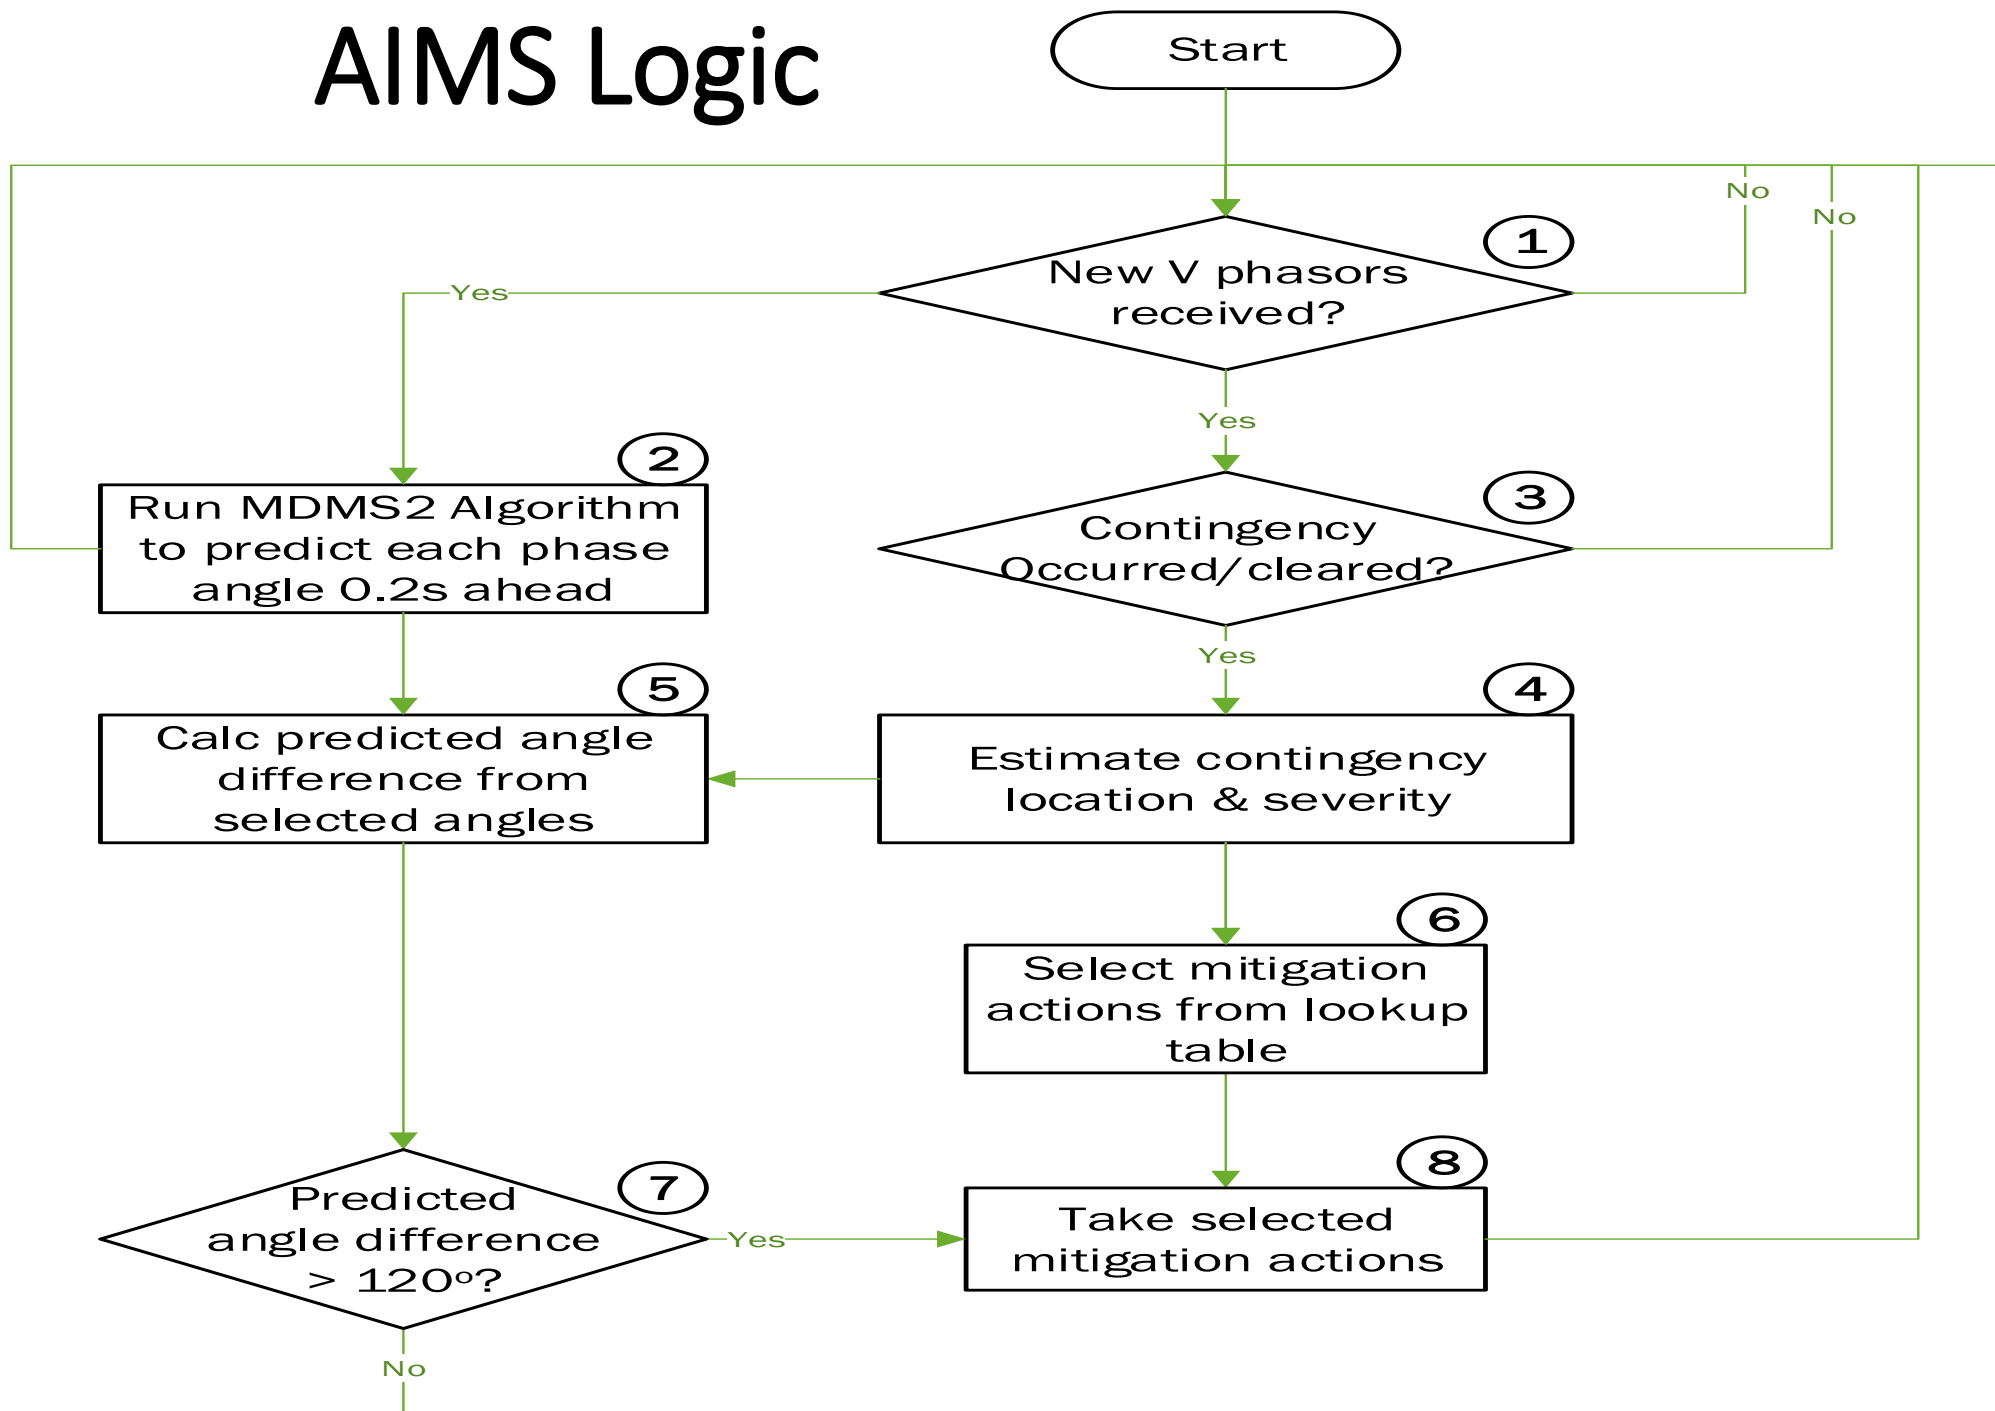 AIMS Logic
Start
No
No
1
New V phasors
received?
Yes
Yes
2
Run MDMS2 Algorithm
to predict each phase
angle 0.2s ahead
3
Contingency
Occurred/cleared?
Yes
5
Calc predicted angle
difference from
selected angles
4
Estimate contingency
location & severity
6
Select mitigation
actions from lookup
table
7
Predicted
angle difference
> 120º?
Yes
8
Take selected
mitigation actions
No